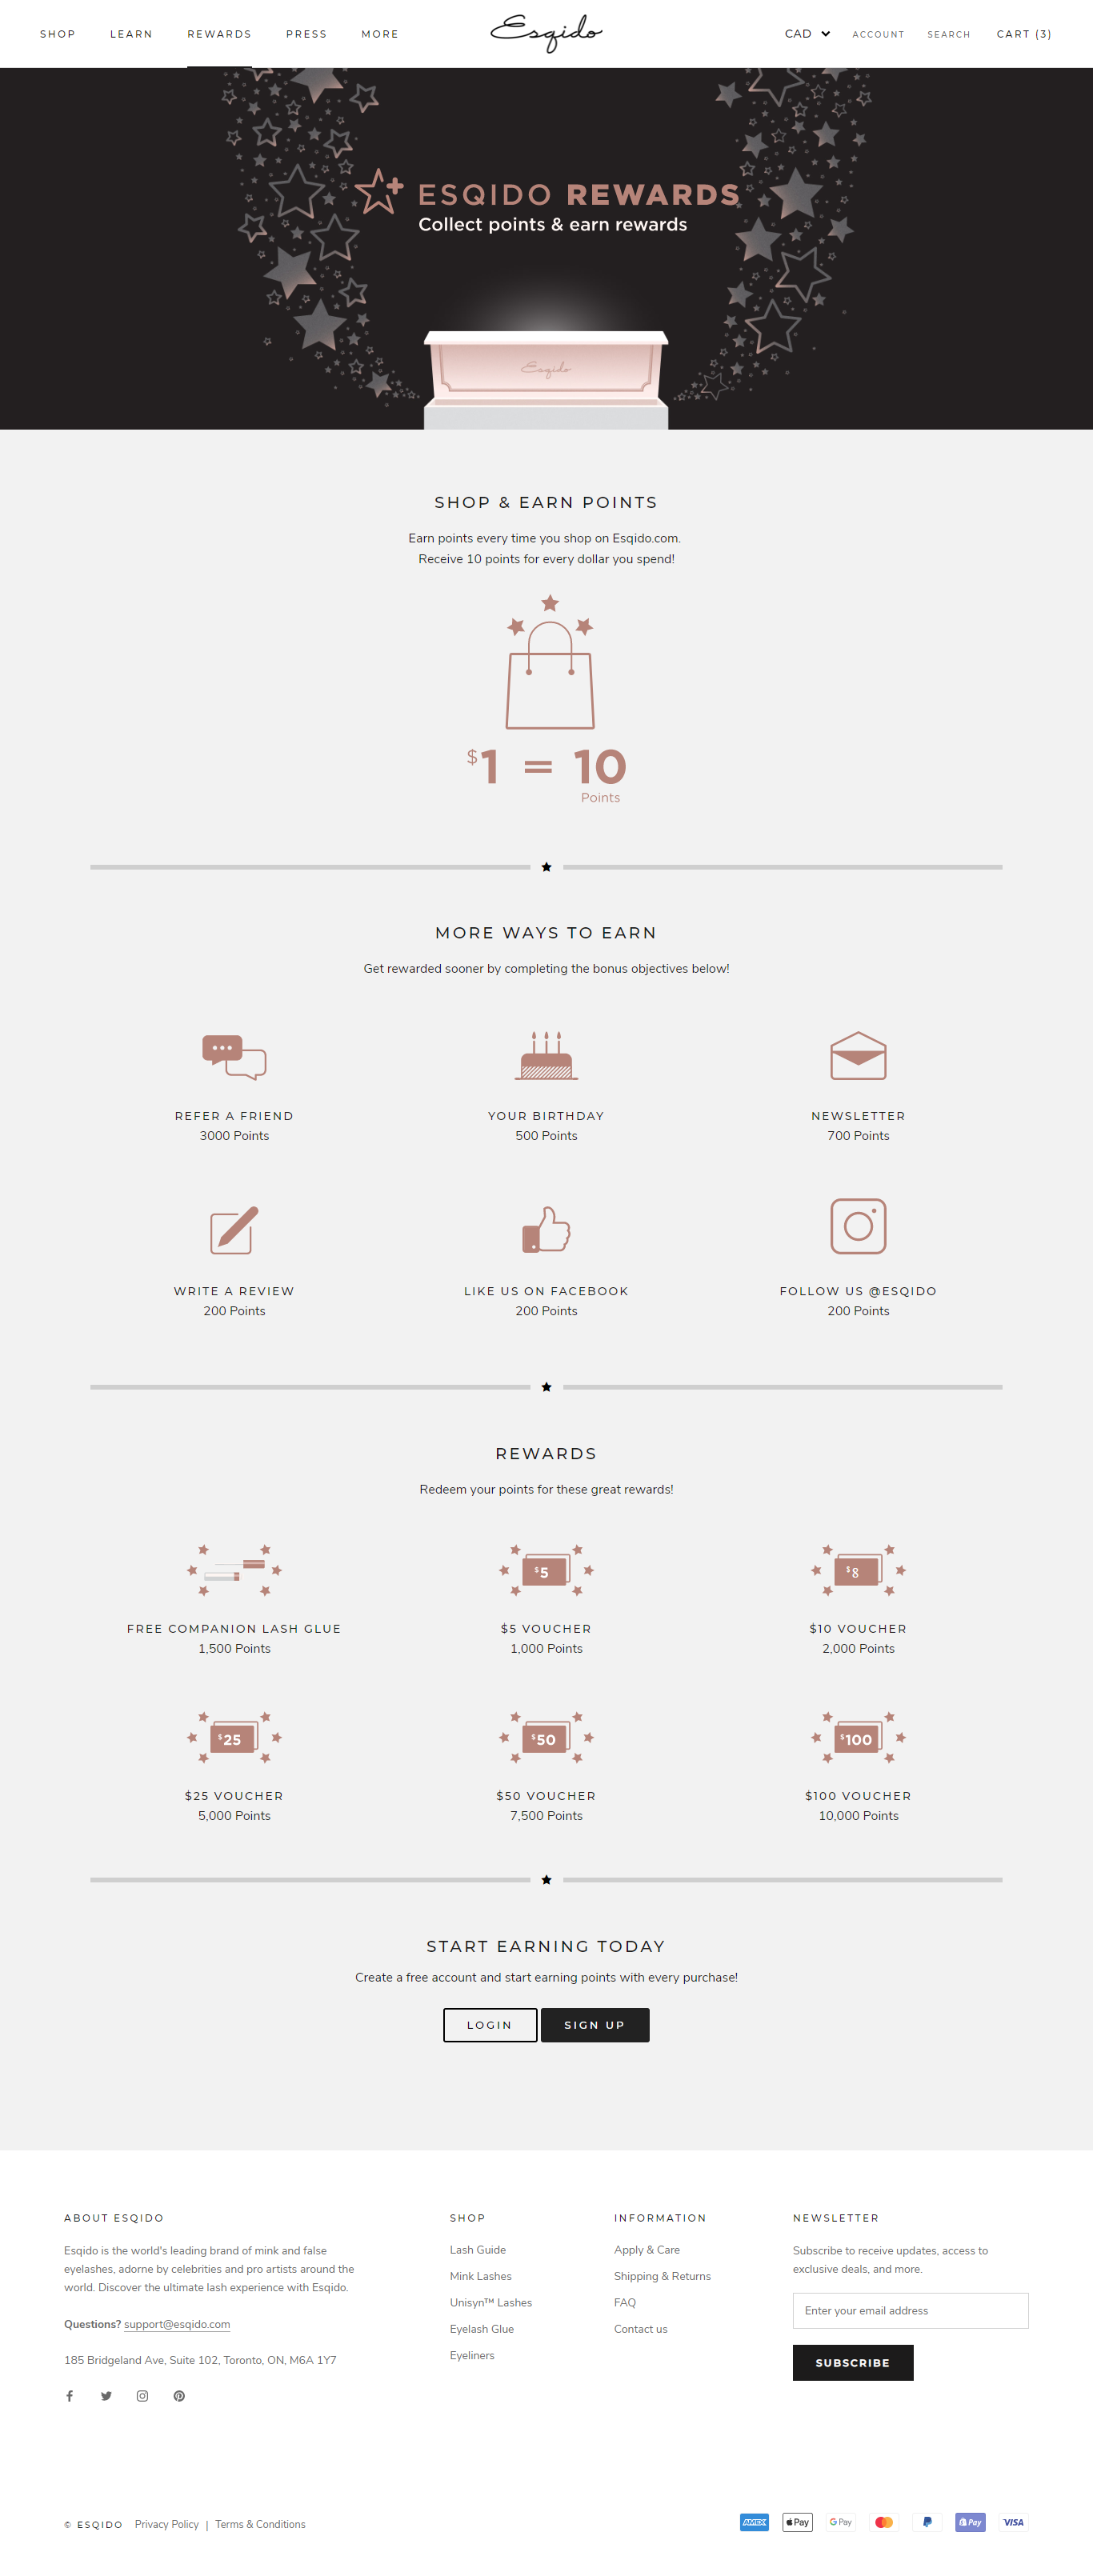 SHOP LEARN REWARDS PRESS MORE Esqido CAD ACCOUNT SEARCH CART (3)
ESQIDO REWARDS
Collect points & earn rewards
Esqido
SHOP & EARN POINTS
Earn points every time you shop on Esqido.com.
Receive 10 points for every dollar you spend!
$1 = 10
Points
MORE WAYS TO EARN
Get rewarded sooner by completing the bonus objectives below!
REFER A FRIEND YOUR BIRTHDAY NEWSLETTER
3000 Points 500 Points 700 Points
WRITE A REVIEW LIKE US ON FACEBOOK FOLLOW US @ESQIDO
200 Points 200 Points 200 Points
REWARDS
Redeem your points for these great rewards!
$5 $8
FREE COMPANION LASH GLUE $5 VOUCHER $10 VOUCHER
1,500 Points 1,000 Points 2,000 Points
$25 $50 $100
$25 VOUCHER $50 VOUCHER $100 VOUCHER
5,000 Points 7,500 Points 10,000 Points
START EARNING TODAY
Create a free account and start earning points with every purchase!
LOGIN SIGN UP
ABOUT ESQIDO
Esqido is the world's leading brand of mink and false
eyelashes, adorne by celebrities and pro artists around the
world. Discover the ultimate lash experience with Esqido.
Questions? support@esqido.com
185 Bridgeland Ave, Suite 102, Toronto, ON, M6A 1Y7
SHOP
Lash Guide
Mink Lashes
Unisyn™ Lashes
Eyelash Glue
Eyeliners
INFORMATION
Apply & Care
Shipping & Returns
FAQ
Contact us
NEWSLETTER
Subscribe to receive updates, access to
exclusive deals, and more.
Enter your email address
SUBSCRIBE
© ESQIDO Privacy Policy | Terms & Conditions
AMEX Pay G Pay Pay VISA